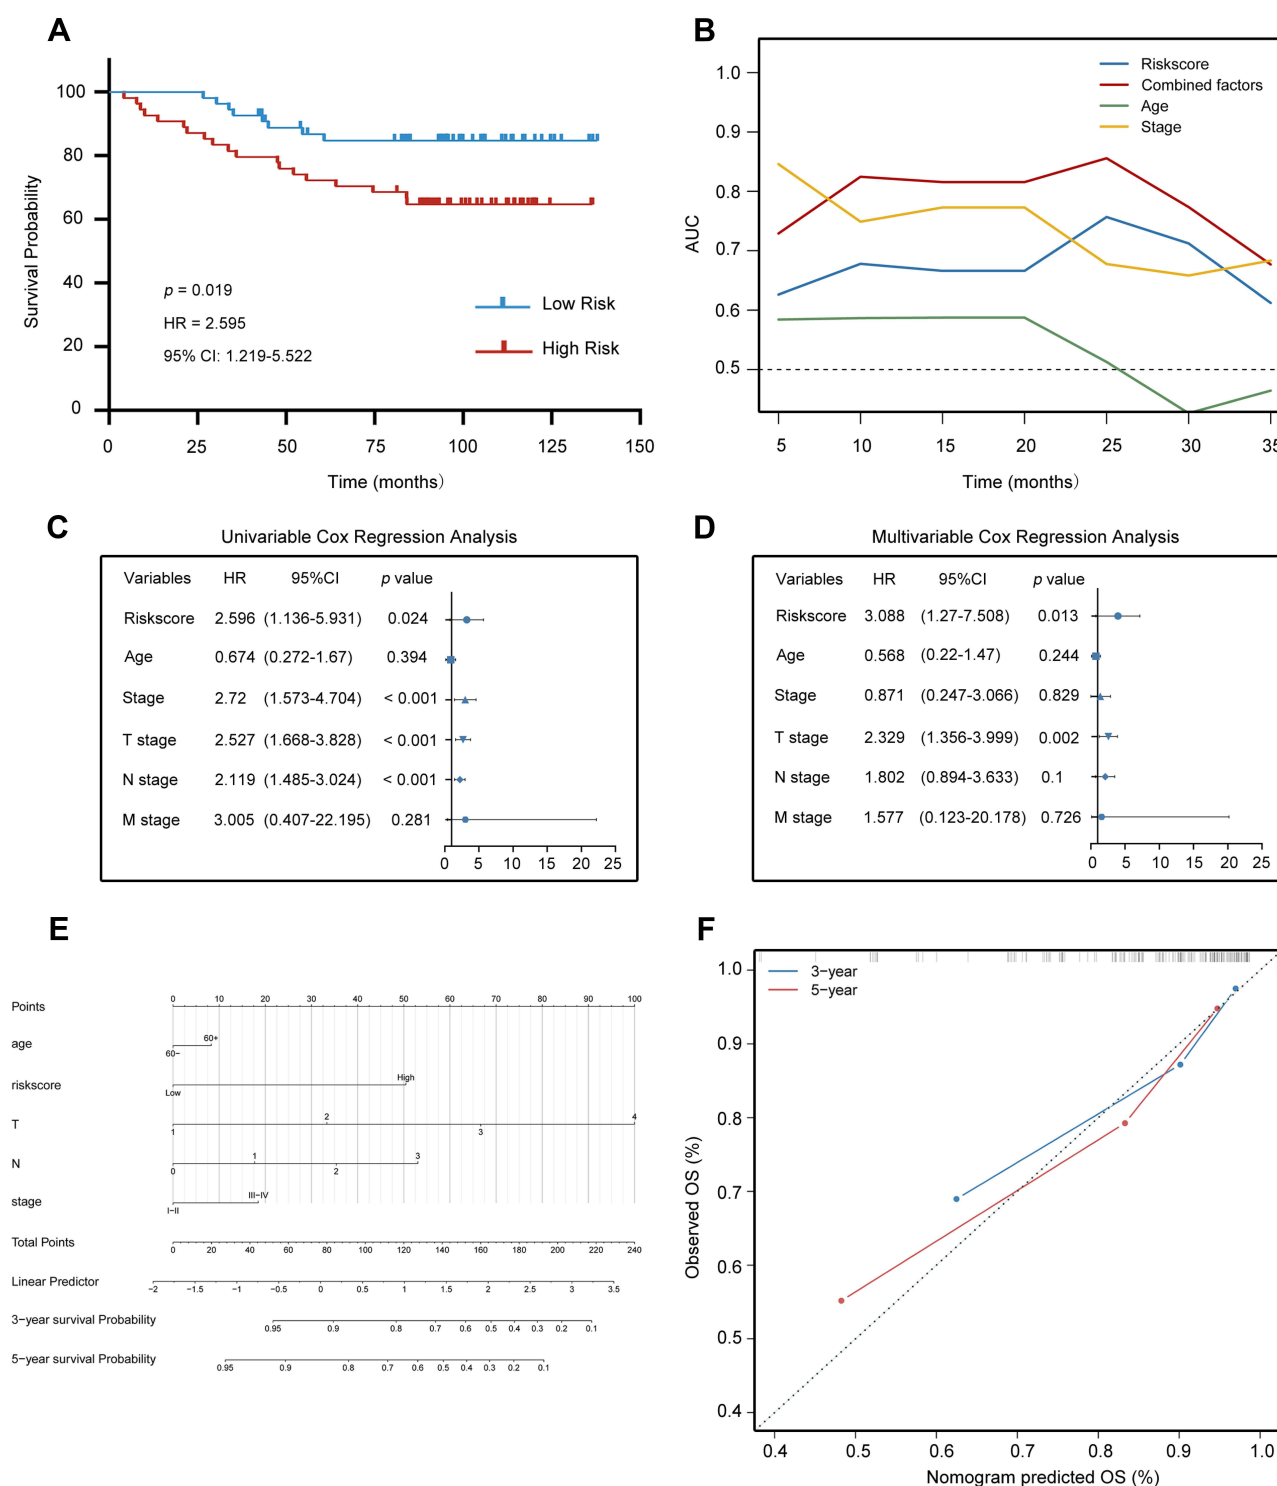 A
100
80
60
40
20
0
Survival Probability
p = 0.019
HR = 2.595
95% CI: 1.219-5.522
Low Risk
High Risk
0 25 50 75 100 125 150
Time (months)
B
1.0
0.9
0.8
0.7
0.6
0.5
AUC
Riskscore
Combined factors
Age
Stage
5 10 15 20 25 30 35
Time (months)
C
Univariable Cox Regression Analysis
Variables HR 95%CI p value
Riskscore 2.596 (1.136-5.931) 0.024
Age 0.674 (0.272-1.67) 0.394
Stage 2.72 (1.573-4.704) < 0.001
T stage 2.527 (1.668-3.828) < 0.001
N stage 2.119 (1.485-3.024) < 0.001
M stage 3.005 (0.407-22.195) 0.281
0 5 10 15 20 25
D
Multivariable Cox Regression Analysis
Variables HR 95%CI p value
Riskscore 3.088 (1.27-7.508) 0.013
Age 0.568 (0.22-1.47) 0.244
Stage 0.871 (0.247-3.066) 0.829
T stage 2.329 (1.356-3.999) 0.002
N stage 1.802 (0.894-3.633) 0.1
M stage 1.577 (0.123-20.178) 0.726
0 5 10 15 20 25
E
Points 0 10 20 30 40 50 60 70 80 90 100
age 60− 60+
riskscore Low High
T 1 2 3 4
N 0 1 2 3
stage I−II III−IV
Total Points 0 20 40 60 80 100 120 140 160 180 200 220 240
Linear Predictor −2 −1.5 −1 −0.5 0 0.5 1 1.5 2 2.5 3 3.5
3−year survival Probability 0.95 0.9 0.8 0.7 0.6 0.5 0.4 0.3 0.2 0.1
5−year survival Probability 0.95 0.9 0.8 0.7 0.6 0.5 0.4 0.3 0.2 0.1
F
3−year
5−year
1.0
0.9
0.8
0.7
0.6
0.5
0.4
Observed OS (%)
0.4 0.5 0.6 0.7 0.8 0.9 1.0
Nomogram predicted OS (%)